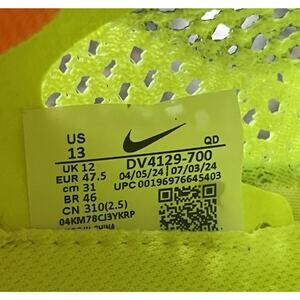 US
13
UK 12
EUR 47.5
cm 31
BR 46
CN 310(2.5)
04KM78CJ3YKRP
QD
DV4129-700
04/05/24 | 07/03/24
UPC 00196976645403